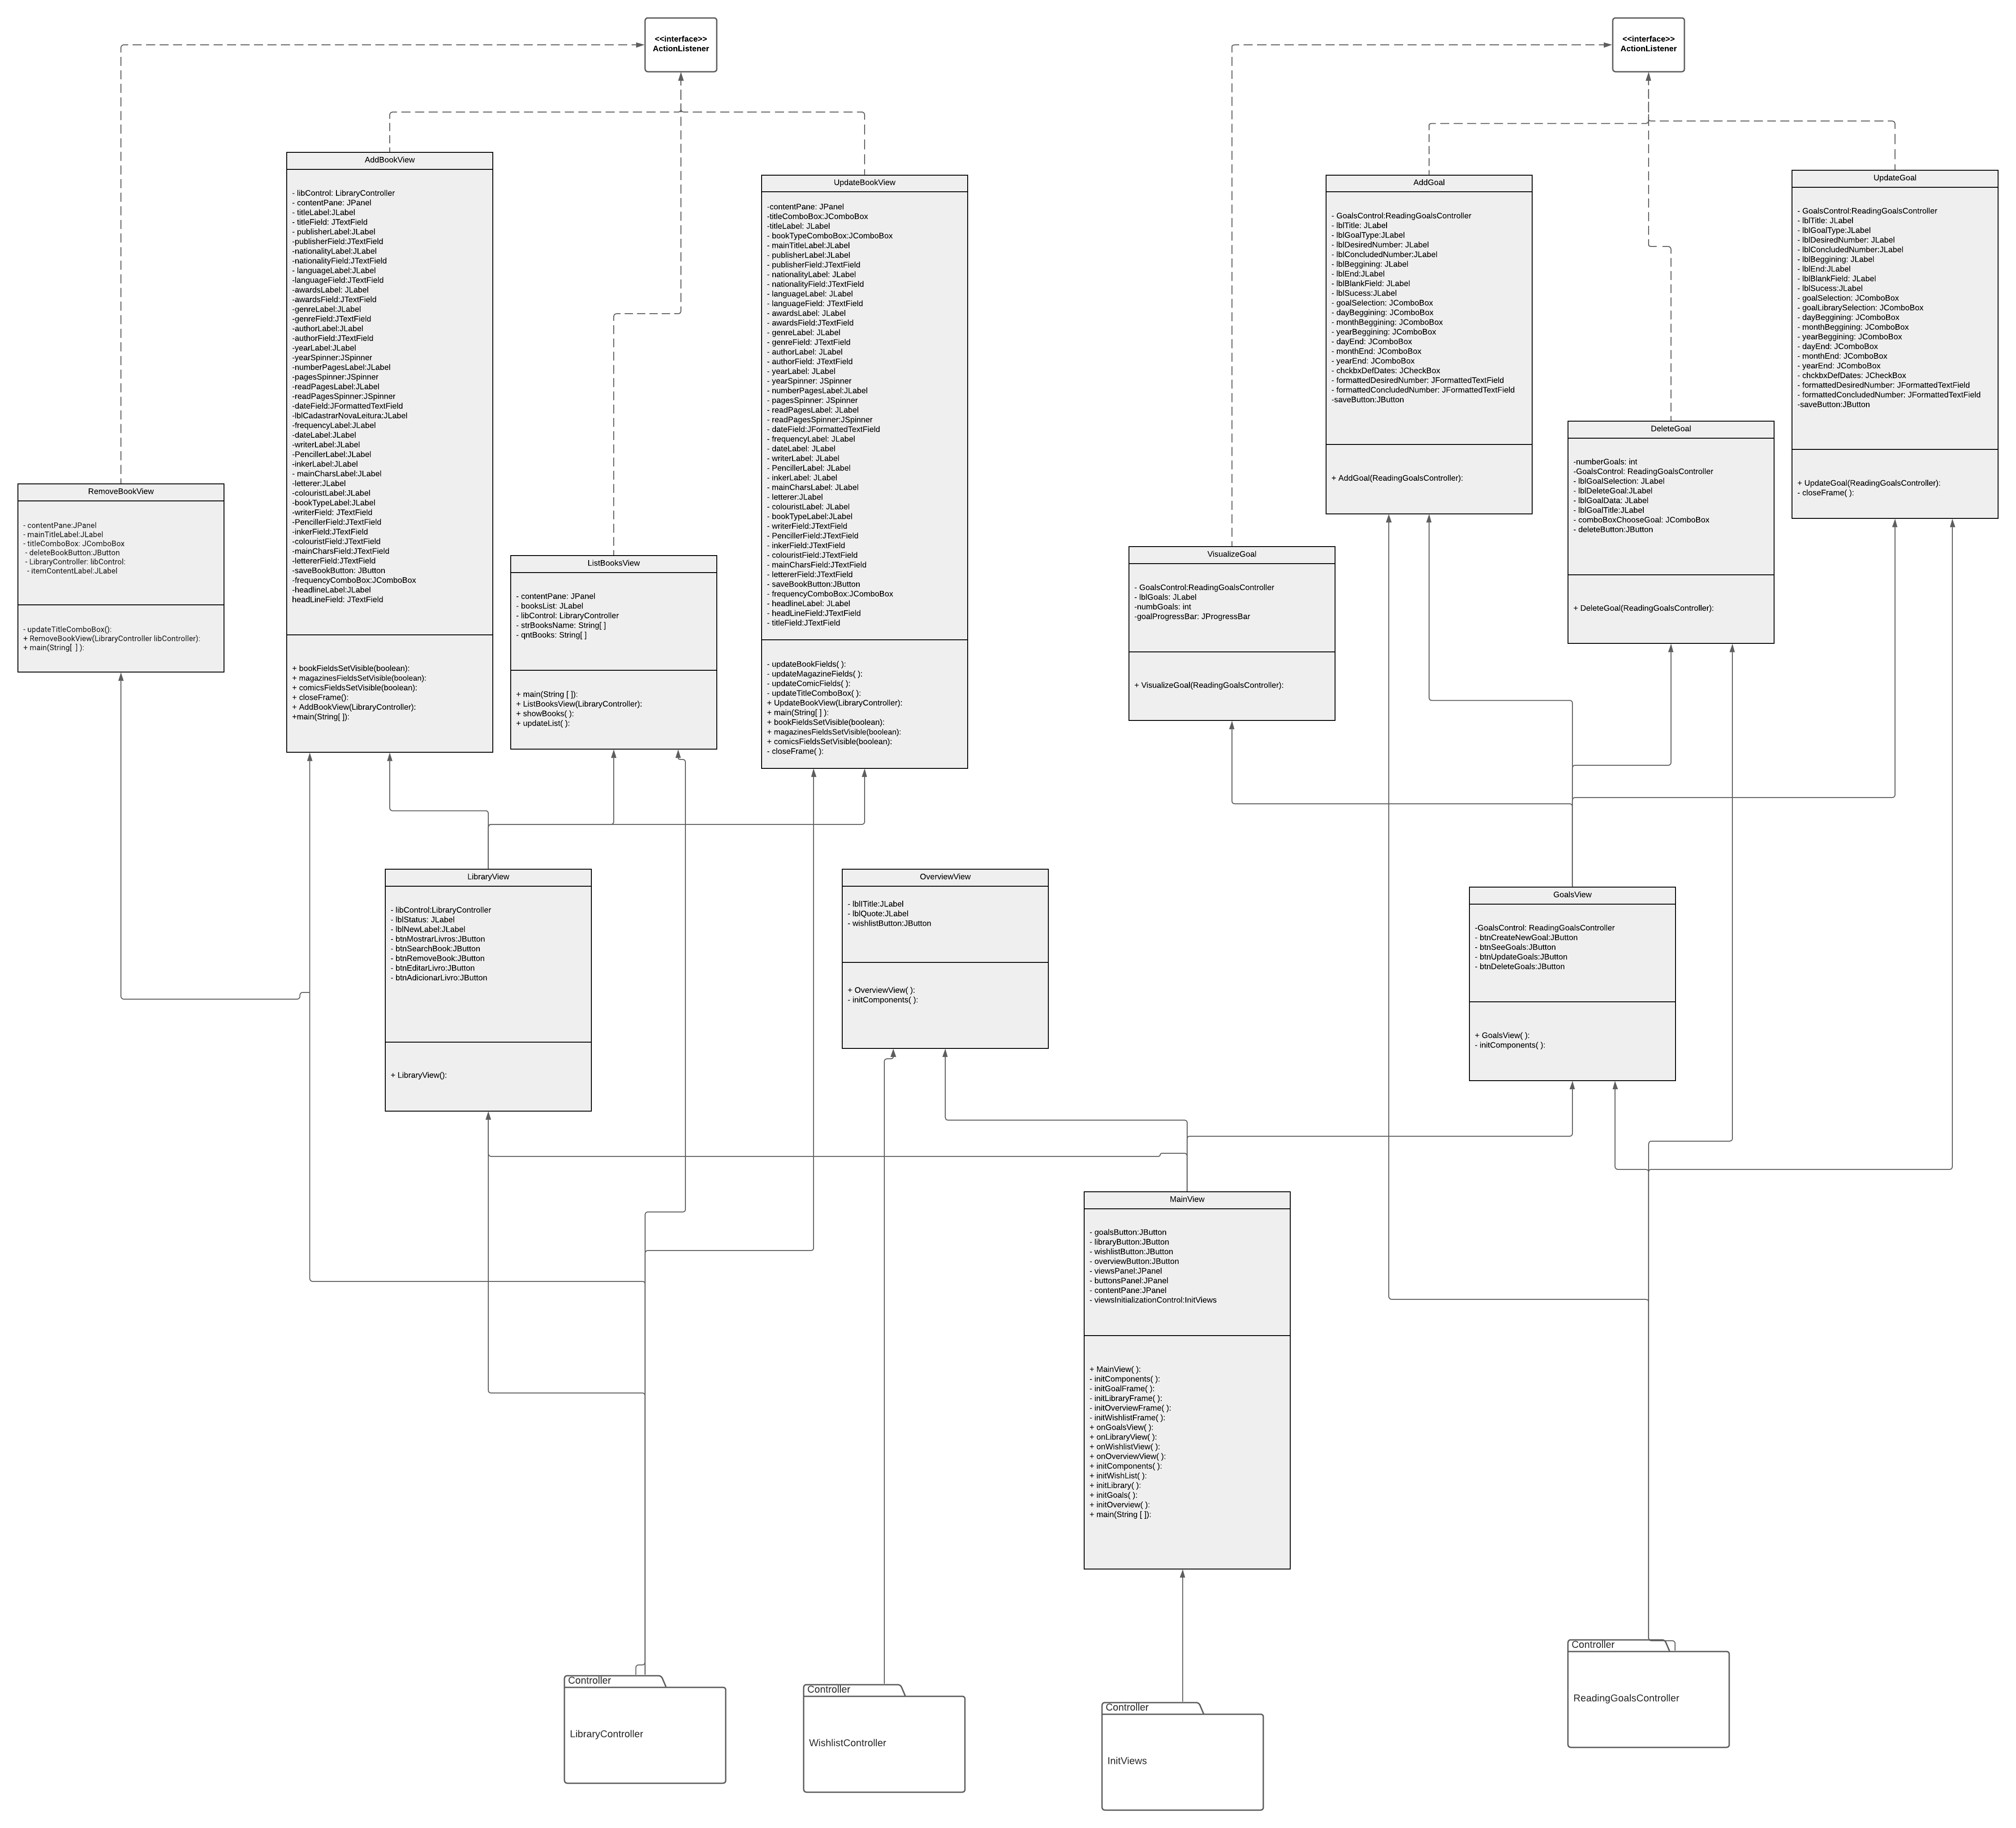 <<interface>>
ActionListener
<<interface>>
ActionListener
AddBookView
- libControl: LibraryController
- contentPane: JPanel
- titleLabel:JLabel
- titleField: JTextField
- publisherLabel:JLabel
-publisherField:JTextField
-nationalityLabel:JLabel
-nationalityField:JTextField
- languageLabel:JLabel
-languageField:JTextField
-awardsLabel: JLabel
-awardsField:JTextField
-genreLabel:JLabel
-genreField:JTextField
-authorLabel:JLabel
-authorField:JTextField
-yearLabel:JLabel
-yearSpinner:JSpinner
-numberPagesLabel:JLabel
-pagesSpinner:JSpinner
-readPagesLabel:JLabel
-readPagesSpinner:JSpinner
-dateField:JFormattedTextField
-lblCadastrarNovaLeitura:JLabel
-frequencyLabel:JLabel
-dateLabel:JLabel
-writerLabel:JLabel
-PencillerLabel:JLabel
-inkerLabel:JLabel
- mainCharsLabel:JLabel
-letterer:JLabel
-colouristLabel:JLabel
-bookTypeLabel:JLabel
-writerField: JTextField
-PencillerField:JTextField
-inkerField:JTextField
-colouristField:JTextField
-mainCharsField:JTextField
-lettererField:JTextField
-saveBookButton: JButton
-frequencyComboBox:JComboBox
-headlineLabel:JLabel
headLineField: JTextField
+ bookFieldsSetVisible(boolean):
+ magazinesFieldsSetVisible(boolean):
+ comicsFieldsSetVisible(boolean):
+ closeFrame():
+ AddBookView(LibraryController):
+main(String[ ]):
UpdateBookView
-contentPane: JPanel
-titleComboBox:JComboBox
-titleLabel: JLabel
- bookTypeComboBox:JComboBox
- mainTitleLabel:JLabel
- publisherLabel:JLabel
- publisherField:JTextField
- nationalityLabel: JLabel
- nationalityField:JTextField
- languageLabel: JLabel
- languageField: JTextField
- awardsLabel: JLabel
- awardsField:JTextField
- genreLabel: JLabel
- genreField: JTextField
- authorLabel: JLabel
- authorField: JTextField
- yearLabel: JLabel
- yearSpinner: JSpinner
- numberPagesLabel:JLabel
- pagesSpinner: JSpinner
- readPagesLabel: JLabel
- readPagesSpinner:JSpinner
- dateField:JFormattedTextField
- frequencyLabel: JLabel
- dateLabel: JLabel
- writerLabel: JLabel
- PencillerLabel: JLabel
- inkerLabel: JLabel
- mainCharsLabel: JLabel
- letterer:JLabel
- colouristLabel: JLabel
- bookTypeLabel:JLabel
- writerField:JTextField
- PencillerField:JTextField
- inkerField:JTextField
- colouristField:JTextField
- mainCharsField:JTextField
- lettererField:JTextField
- saveBookButton:JButton
- frequencyComboBox:JComboBox
- headlineLabel: JLabel
- headLineField:JTextField
- titleField:JTextField
- updateBookFields( ):
- updateMagazineFields( ):
- updateComicFields( ):
- updateTitleComboBox( ):
+ UpdateBookView(LibraryController):
+ main(String[ ] ):
+ bookFieldsSetVisible(boolean):
+ magazinesFieldsSetVisible(boolean):
+ comicsFieldsSetVisible(boolean):
- closeFrame( ):
AddGoal
- GoalsControl:ReadingGoalsController
- lblTitle: JLabel
- lblGoalType:JLabel
- lblDesiredNumber: JLabel
- lblConcludedNumber:JLabel
- lblBeggining: JLabel
- lblEnd:JLabel
- lblBlankField: JLabel
- lblSucess:JLabel
- goalSelection: JComboBox
- dayBeggining: JComboBox
- monthBeggining: JComboBox
- yearBeggining: JComboBox
- dayEnd: JComboBox
- monthEnd: JComboBox
- yearEnd: JComboBox
- chckbxDefDates: JCheckBox
- formattedDesiredNumber: JFormattedTextField
- formattedConcludedNumber: JFormattedTextField
-saveButton:JButton
+ AddGoal(ReadingGoalsController):
UpdateGoal
- GoalsControl:ReadingGoalsController
- lblTitle: JLabel
- lblGoalType:JLabel
- lblDesiredNumber: JLabel
- lblConcludedNumber:JLabel
- lblBeggining: JLabel
- lblEnd:JLabel
- lblBlankField: JLabel
- lblSucess:JLabel
- goalSelection: JComboBox
- goalLibrarySelection: JComboBox
- dayBeggining: JComboBox
- monthBeggining: JComboBox
- yearBeggining: JComboBox
- dayEnd: JComboBox
- monthEnd: JComboBox
- yearEnd: JComboBox
- chckbxDefDates: JCheckBox
- formattedDesiredNumber: JFormattedTextField
- formattedConcludedNumber: JFormattedTextField
-saveButton:JButton
+ UpdateGoal(ReadingGoalsController):
- closeFrame( ):
DeleteGoal
-numberGoals: int
-GoalsControl: ReadingGoalsController
- lblGoalSelection: JLabel
- lblDeleteGoal:JLabel
- lblGoalData: JLabel
- lblGoalTitle:JLabel
- comboBoxChooseGoal: JComboBox
- deleteButton:JButton
+ DeleteGoal(ReadingGoalsController):
RemoveBookView
- contentPane:JPanel
- mainTitleLabel:JLabel
- titleComboBox: JComboBox
- deleteBookButton:JButton
- LibraryController: libControl:
- itemContentLabel:JLabel
- updateTitleComboBox():
+ RemoveBookView(LibraryController libController):
+ main(String[ ] ):
ListBooksView
- contentPane: JPanel
- booksList: JLabel
- libControl: LibraryController
- strBooksName: String[ ]
- qntBooks: String[ ]
+ main(String [ ]):
+ ListBooksView(LibraryController):
+ showBooks( ):
+ updateList( ):
VisualizeGoal
- GoalsControl:ReadingGoalsController
- lblGoals: JLabel
-numbGoals: int
-goalProgressBar: JProgressBar
+ VisualizeGoal(ReadingGoalsController):
LibraryView
- libControl:LibraryController
- lblStatus: JLabel
- lblNewLabel:JLabel
- btnMostrarLivros:JButton
- btnSearchBook:JButton
- btnRemoveBook:JButton
- btnEditarLivro:JButton
- btnAdicionarLivro:JButton
+ LibraryView():
OverviewView
- lbllTitle:JLabel
- lblQuote:JLabel
- wishlistButton:JButton
+ OverviewView( ):
- initComponents( ):
GoalsView
-GoalsControl: ReadingGoalsController
- btnCreateNewGoal:JButton
- btnSeeGoals:JButton
- btnUpdateGoals:JButton
- btnDeleteGoals:JButton
+ GoalsView( ):
- initComponents( ):
MainView
- goalsButton:JButton
- libraryButton:JButton
- wishlistButton:JButton
- overviewButton:JButton
- viewsPanel:JPanel
- buttonsPanel:JPanel
- contentPane:JPanel
- viewsInitializationControl:InitViews
+ MainView( ):
- initComponents( ):
- initGoalFrame( ):
- initLibraryFrame( ):
- initOverviewFrame( ):
- initWishlistFrame( ):
+ onGoalsView( ):
+ onLibraryView( ):
+ onWishlistView( ):
+ onOverviewView( ):
+ initComponents( ):
+ initWishList( ):
+ initLibrary( ):
+ initGoals( ):
+ initOverview( ):
+ main(String [ ]):
Controller
LibraryController
Controller
WishlistController
Controller
InitViews
Controller
ReadingGoalsController